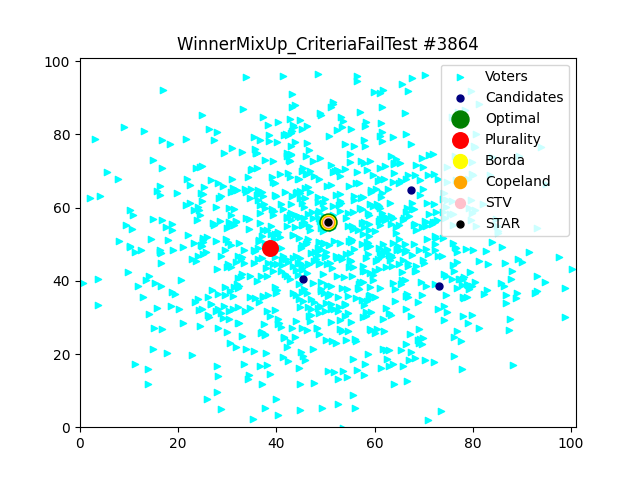 WinnerMixUp_CriteriaFailTest #3864
100
80
60
40
20
0
0 20 40 60 80 100
Voters
Candidates
Optimal
Plurality
Borda
Copeland
STV
STAR